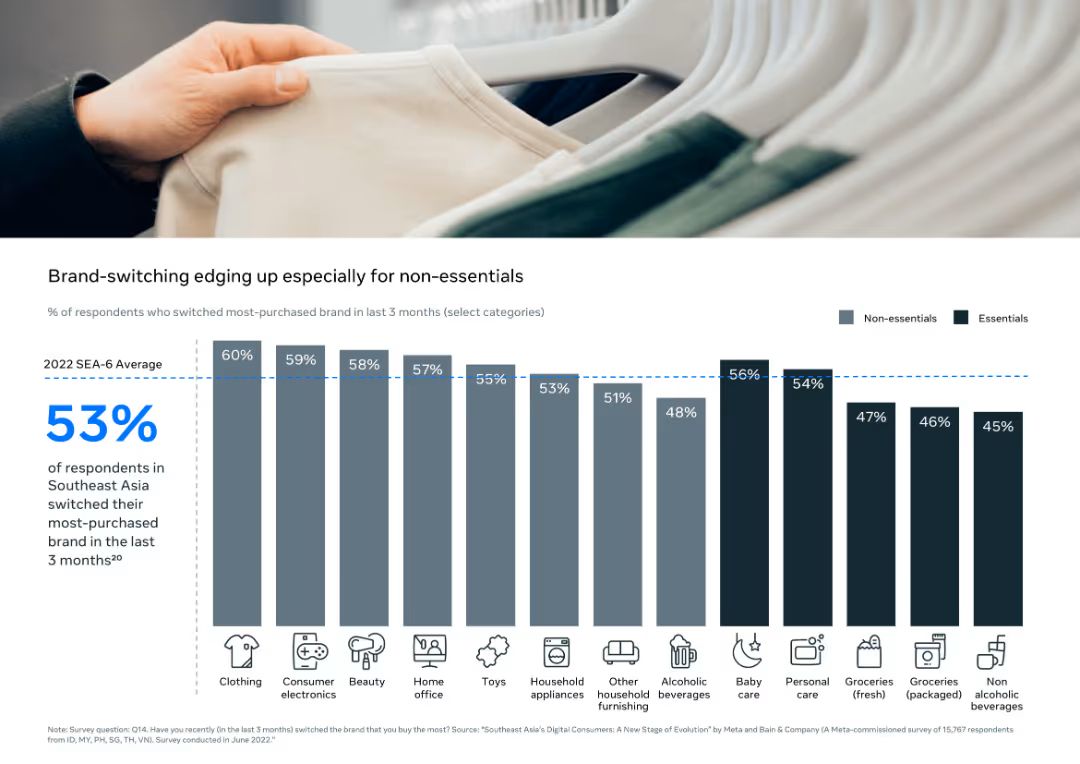 Brand-switching edging up especially for non-essentials
% of respondents who switched most-purchased brand in last 3 months (select categories)
Non-essentials
Essentials
2022 SEA-6 Average
53%
of respondents in
Southeast Asia
switched their
most-purchased
brand in the last
3 months²⁰
60%
59%
58%
57%
55%
53%
51%
48%
56%
54%
47%
46%
45%
Clothing
Consumer
electronics
Beauty
Home
office
Toys
Household
appliances
Other
household
furnishing
Alcoholic
beverages
Baby
care
Personal
care
Groceries
(fresh)
Groceries
(packaged)
Non
alcoholic
beverages
Note: Survey question: Q14. Have you recently (in the last 3 months) switched the brand that you buy the most? Source: "Southeast Asia's Digital Consumers: A New Stage of Evolution" by Meta and Bain & Company (A Meta-commissioned survey of 15,767 respondents
from ID, MY, PH, SG, TH, VN). Survey conducted in June 2022."